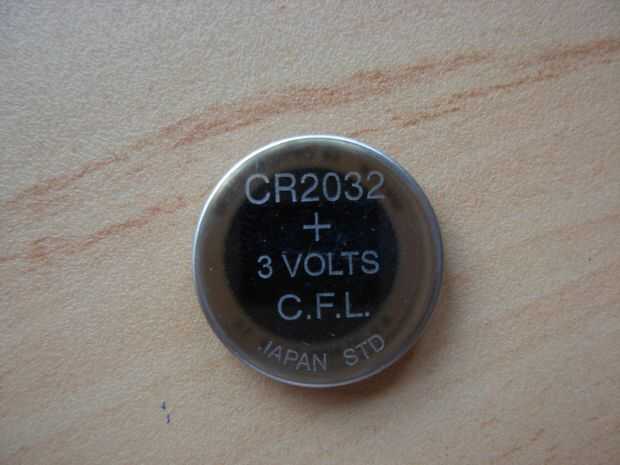 CR2032
+
3 VOLTS
C.F.L.
JAPAN STD